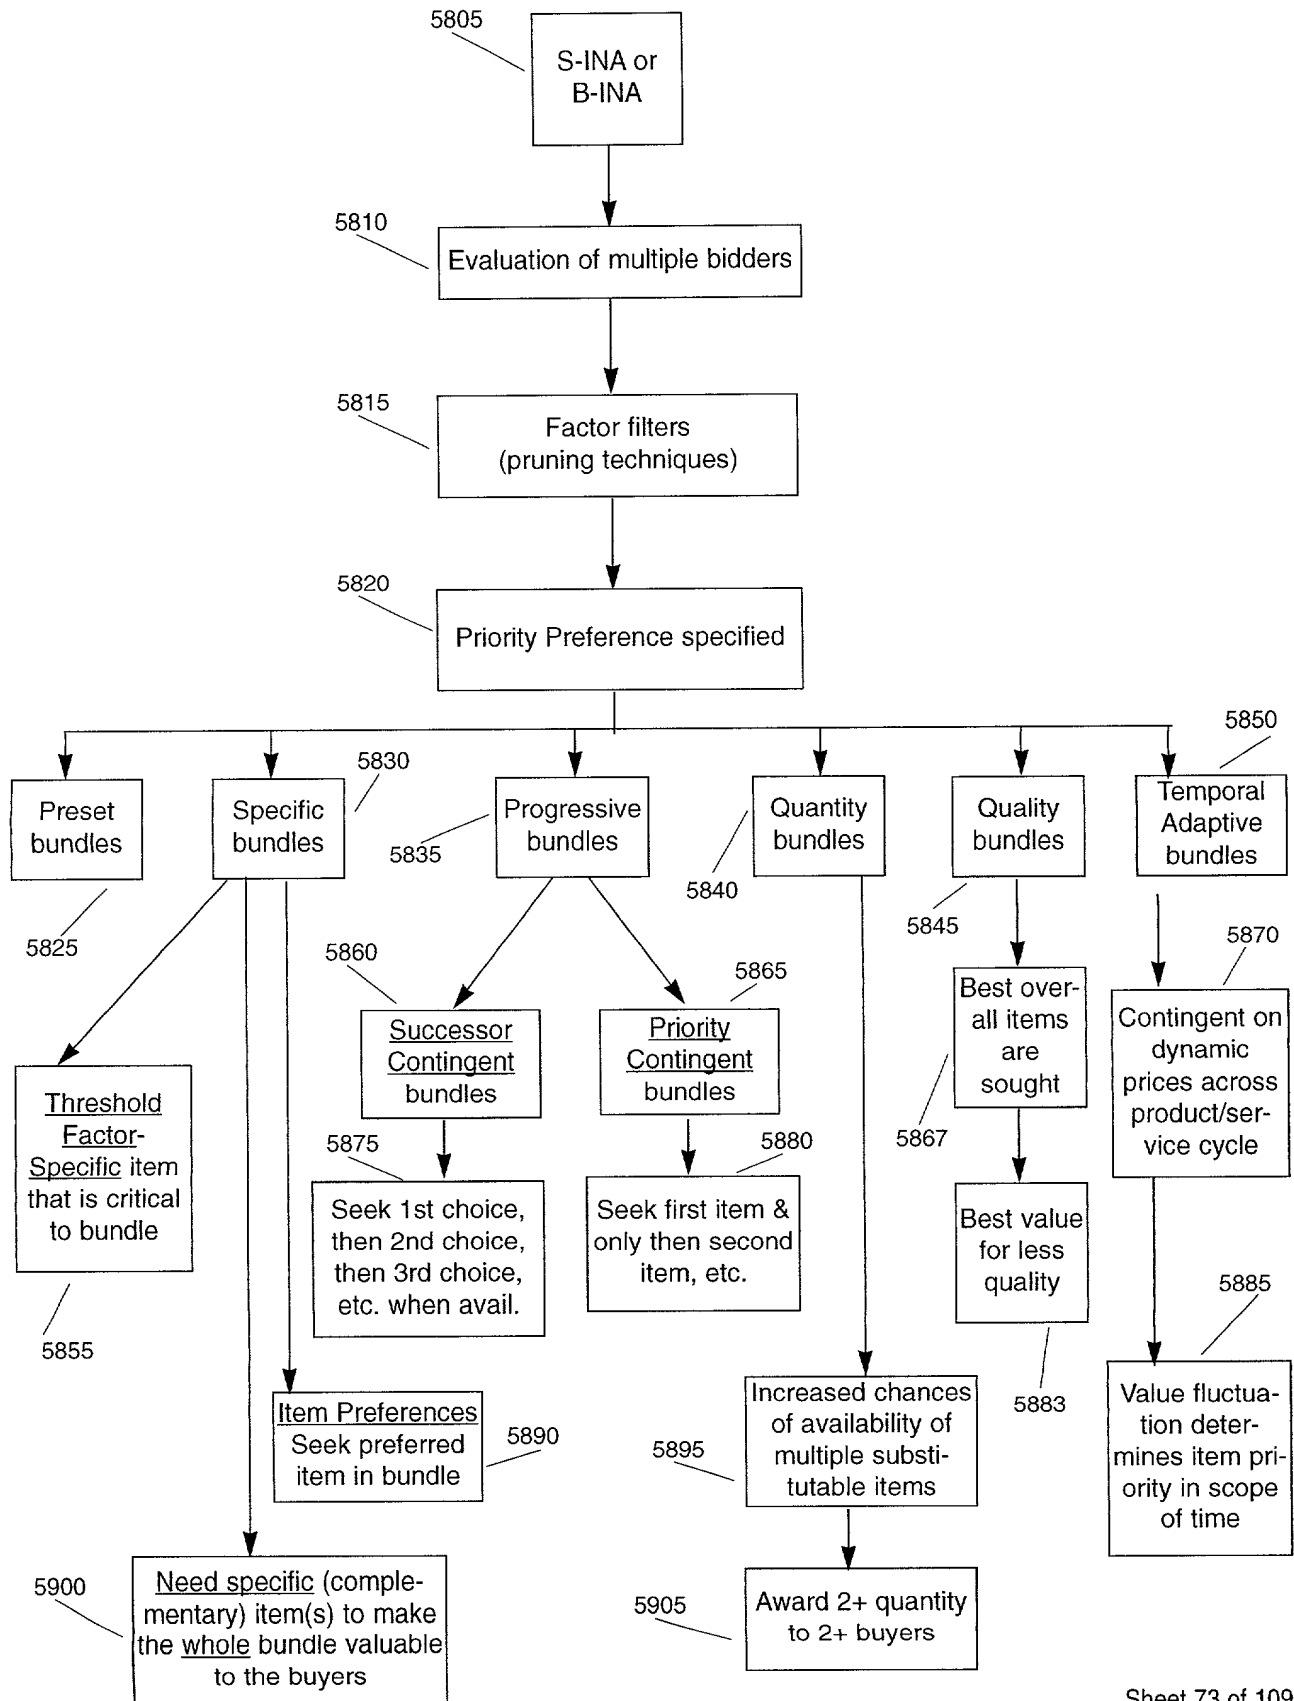 5805
S-INA or
B-INA
5810
Evaluation of multiple bidders
5815
Factor filters
(pruning techniques)
5820
Priority Preference specified
5850
5830
Preset
bundles
Specific
bundles
Progressive
bundles
Quantity
bundles
Quality
bundles
Temporal
Adaptive
bundles
5835
5840
5825
5845
5860
5865
5870
Successor
Contingent
bundles
Priority
Contingent
bundles
Best over-
all items
are
sought
Contingent on
dynamic
prices across
product/ser-
vice cycle
Threshold
Factor-
Specific item
that is critical
to bundle
5867
5875
5880
Seek 1st choice,
then 2nd choice,
then 3rd choice,
etc. when avail.
Seek first item &
only then second
item, etc.
Best value
for less
quality
5855
5885
5883
Item Preferences
Seek preferred
item in bundle
5890
5895
Increased chances
of availability of
multiple substi-
tutable items
Value fluctua-
tion deter-
mines item pri-
ority in scope
of time
5900
Need specific (comple-
mentary) item(s) to make
the whole bundle valuable
to the buyers
5905
Award 2+ quantity
to 2+ buyers
Sheet 73 of 109